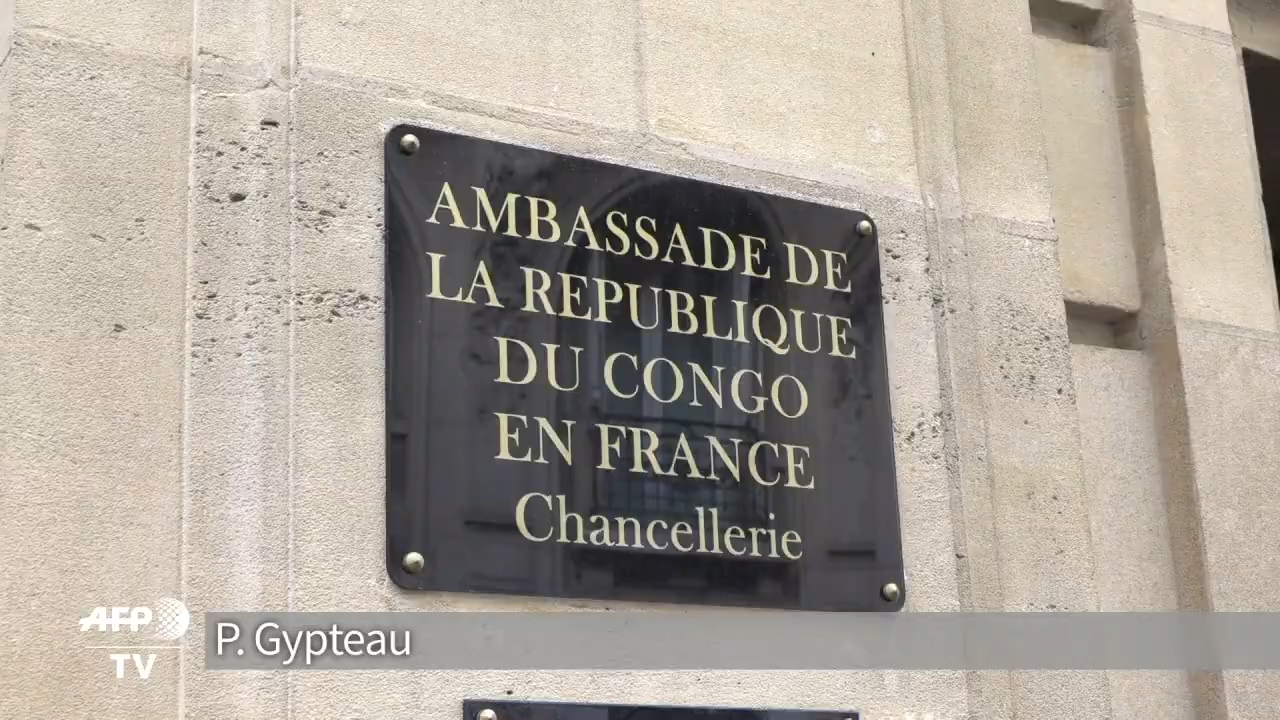 AMBASSADE DE
LA REPUBLIQUE
DU CONGO
EN FRANCE
Chancellerie
AFP
TV
P. Gypteau